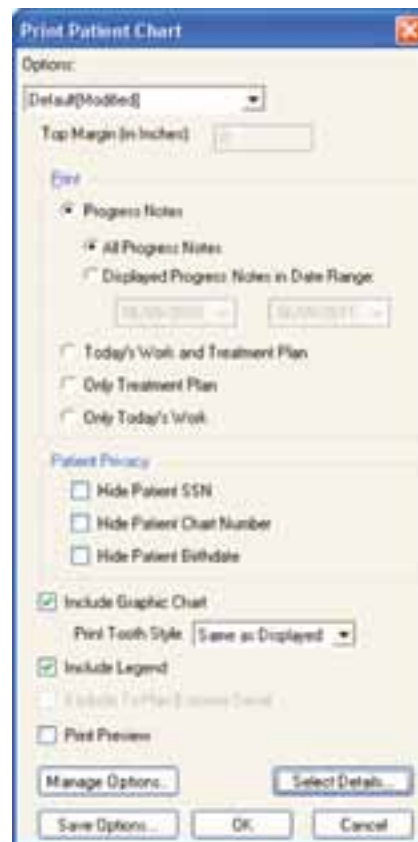 Print Patient Chart
Options:
Default[Modified]
Top Margin (in Inches)
Print
Progress Notes
All Progress Notes
Displayed Progress Notes in Date Range:
Today's Work and Treatment Plan
Only Treatment Plan
Only Today's Work
Patient Privacy
Hide Patient SSN
Hide Patient Chart Number
Hide Patient Birthdate
Include Graphic Chart
Print Tooth Style Same as Displayed
Include Legend
Print Preview
Manage Options... Select Details...
Save Options... OK Cancel